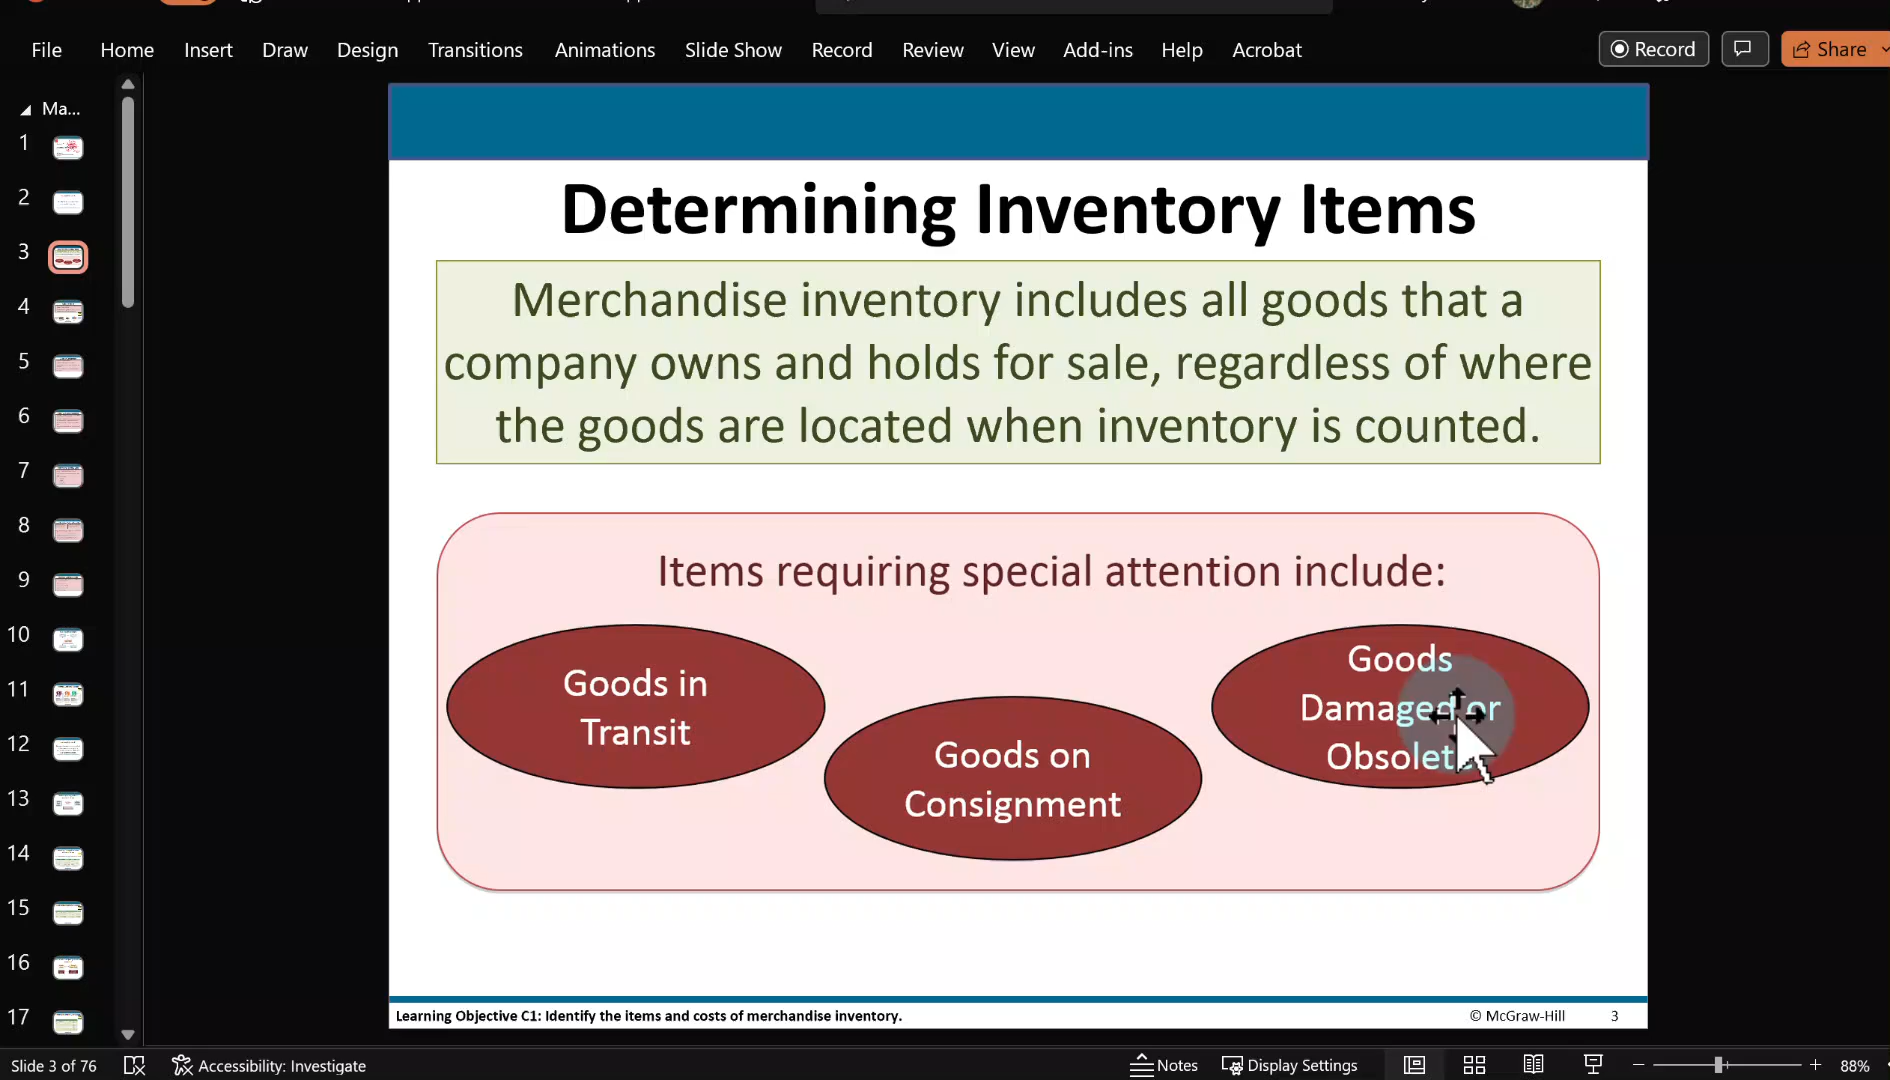 File Home Insert Draw Design Transitions Animations Slide Show Record Review View Add-ins Help Acrobat
Record
Share
Ma...
1
2
3
4
5
6
7
8
9
10
11
12
13
14
15
16
17
Determining Inventory Items
Merchandise inventory includes all goods that a
company owns and holds for sale, regardless of where
the goods are located when inventory is counted.
Items requiring special attention include:
Goods in
Transit
Goods on
Consignment
Goods
Damaged or
Obsolete
Learning Objective C1: Identify the items and costs of merchandise inventory.
© McGraw-Hill
3
Slide 3 of 76
Accessibility: Investigate
Notes
Display Settings
88%